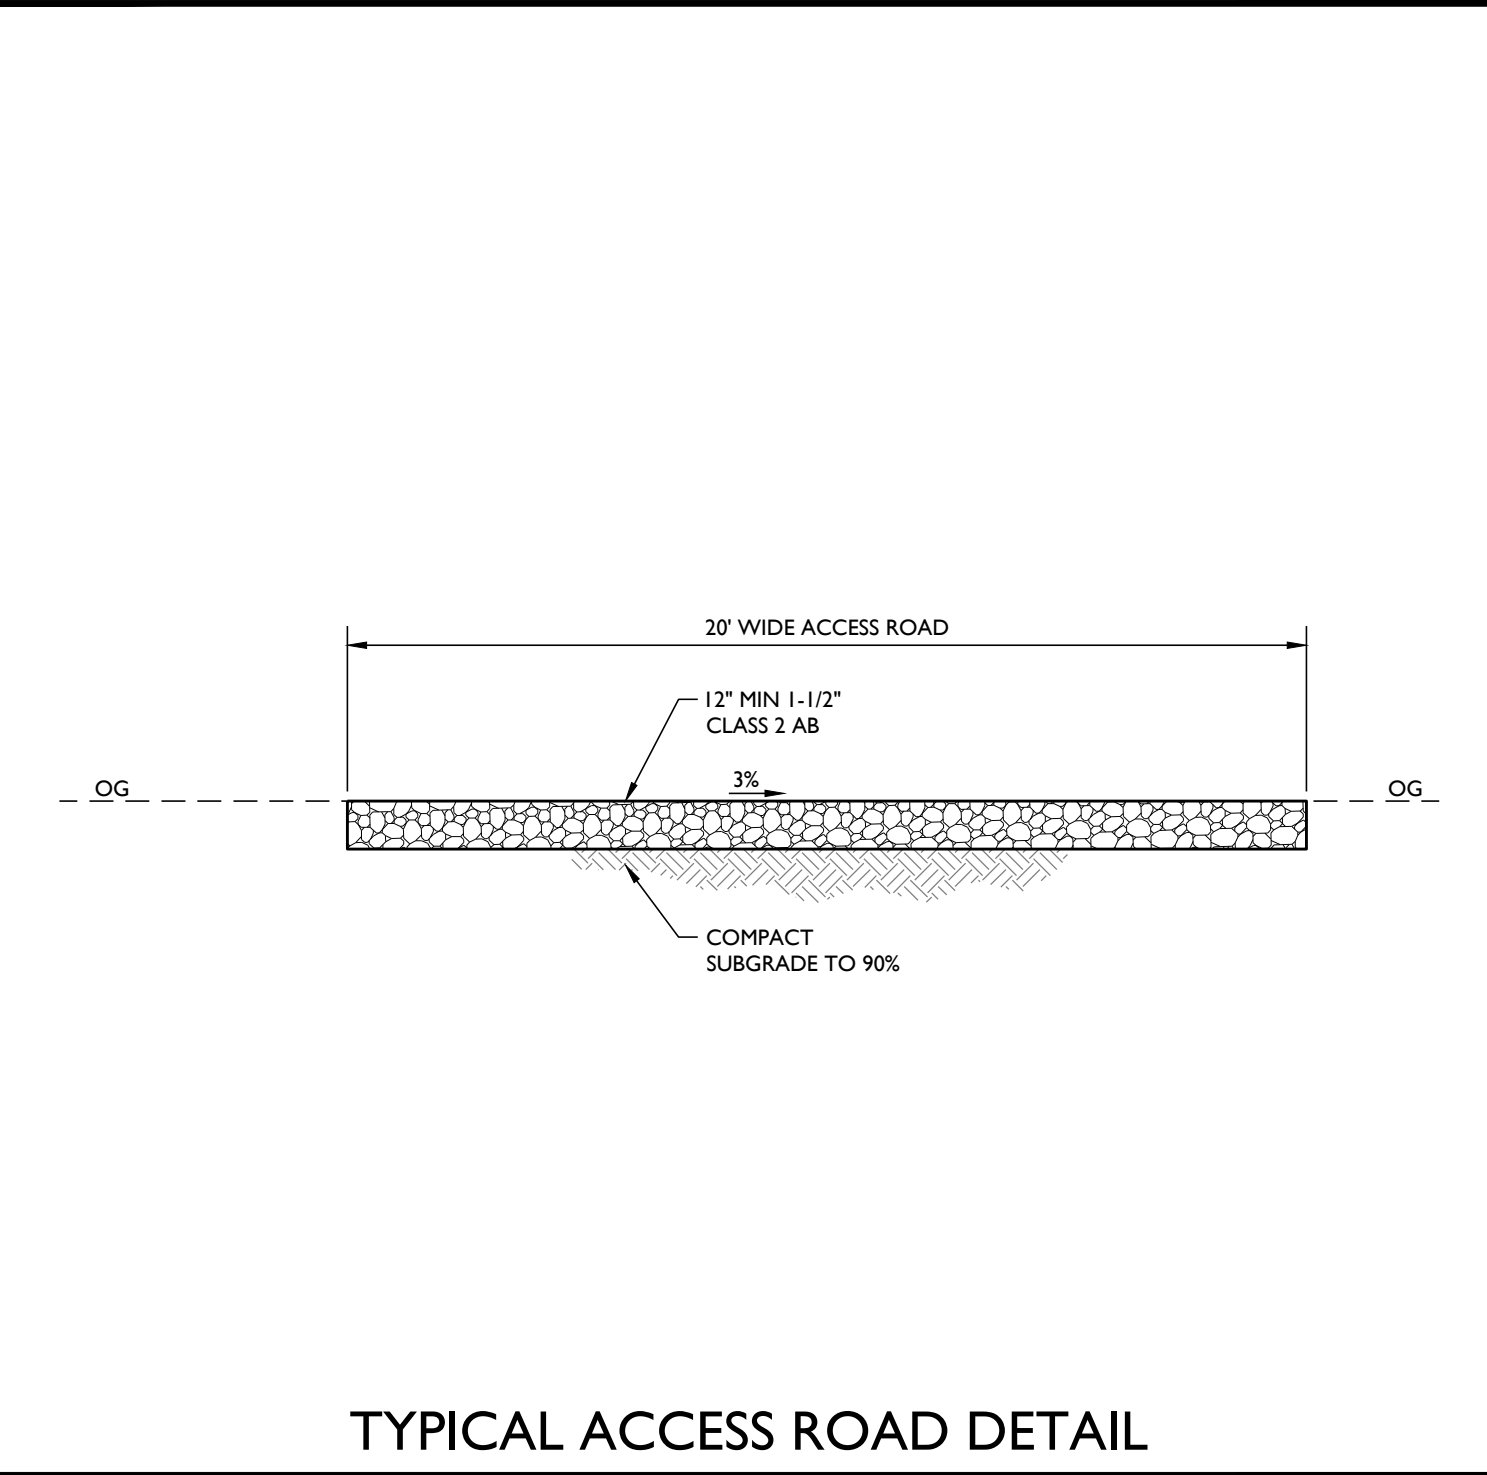 20' WIDE ACCESS ROAD
12" MIN 1-1/2"
CLASS 2 AB
3%
OG
OG
COMPACT
SUBGRADE TO 90%
TYPICAL ACCESS ROAD DETAIL